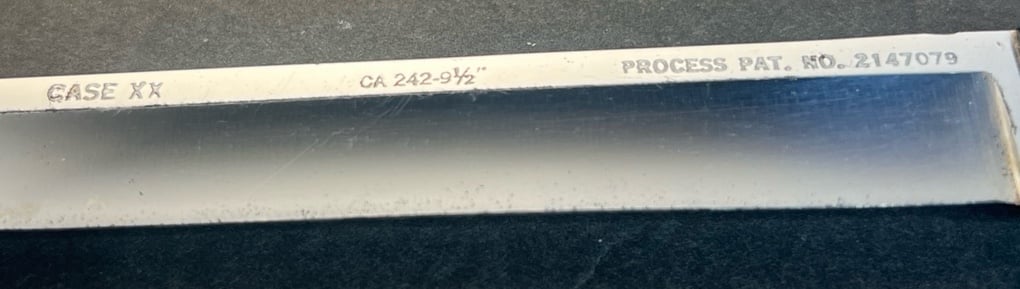 CASE XX CA 242-9½" PROCESS PAT. NO. 2147079